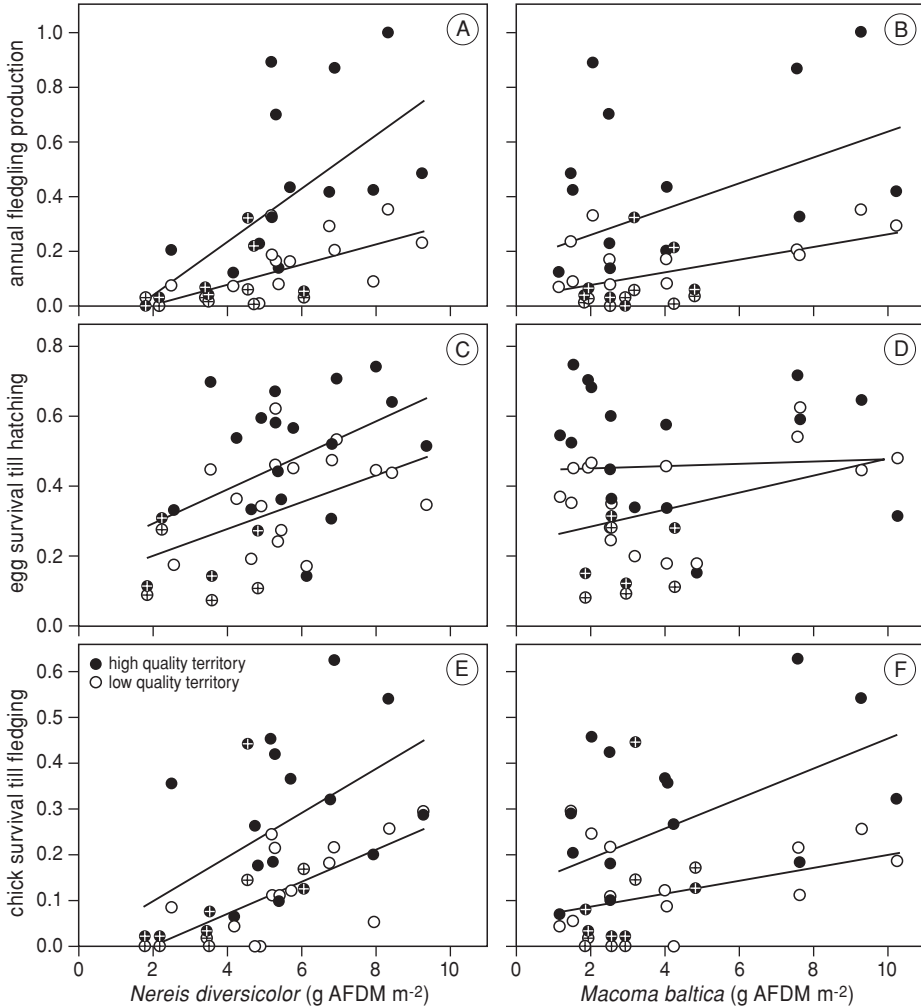 A
B
annual fledgling production
1.0
0.8
0.6
0.4
0.2
0.0
C
D
egg survival till hatching
0.8
0.6
0.4
0.2
0.0
E
F
high quality territory
low quality territory
chick survival till fledging
0.6
0.5
0.4
0.3
0.2
0.1
0.0
0 2 4 6 8 10
0 2 4 6 8 10
Nereis diversicolor (g AFDM m-2)
Macoma baltica (g AFDM m-2)